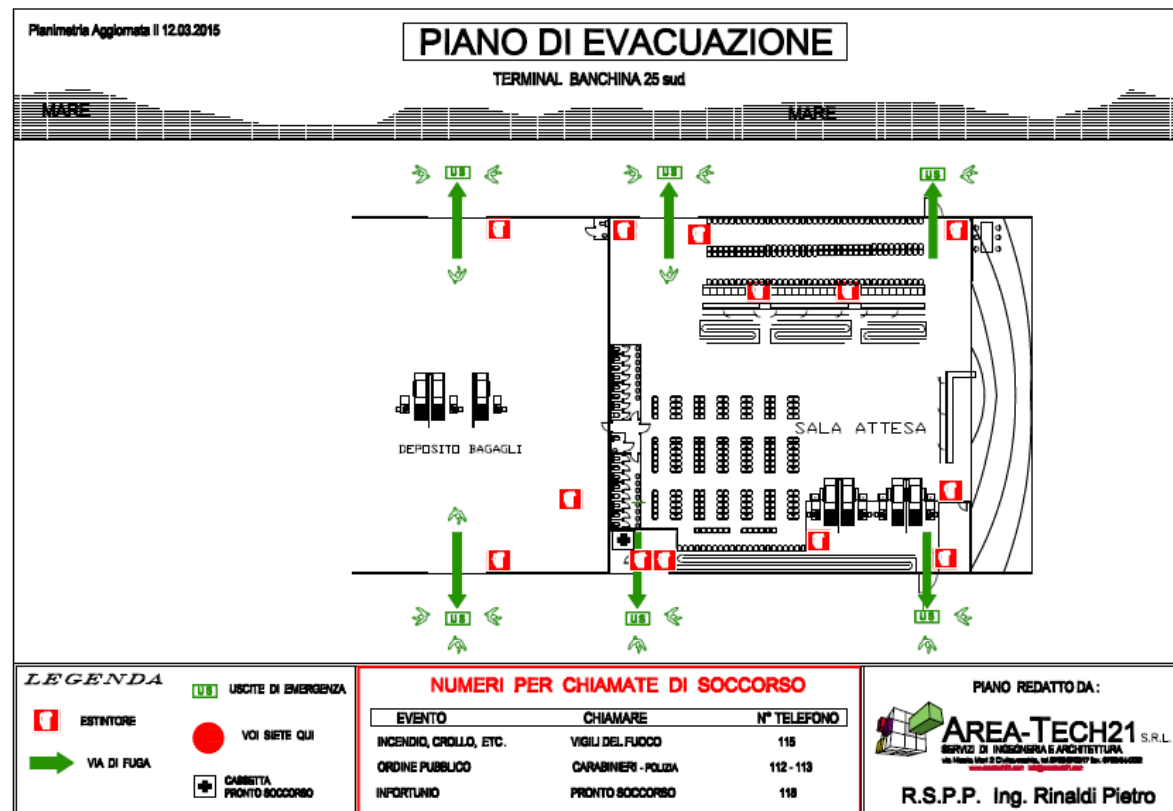 Planimetria Aggiornata il 12.03.2015
PIANO DI EVACUAZIONE
TERMINAL BANCHINA 25 sud
MARE
MARE
US
US
US
DEPOSITO BAGAGLI
SALA ATTESA
US
US
US
LEGENDA
ESTINTORE
VIA DI FUGA
US USCITE DI EMERGENZA
VOI SIETE QUI
CASSETTA
PRONTO SOCCORSO
NUMERI PER CHIAMATE DI SOCCORSO
EVENTO CHIAMARE N° TELEFONO
INCENDIO, CROLLO, ETC. VIGILI DEL FUOCO 115
ORDINE PUBBLICO CARABINIERI - POLIZIA 112 - 113
INFORTUNIO PRONTO SOCCORSO 118
PIANO REDATTO DA :
AREA-TECH21 S.R.L.
SERVIZI DI INGEGNERIA E ARCHITETTURA
R.S.P.P. Ing. Rinaldi Pietro